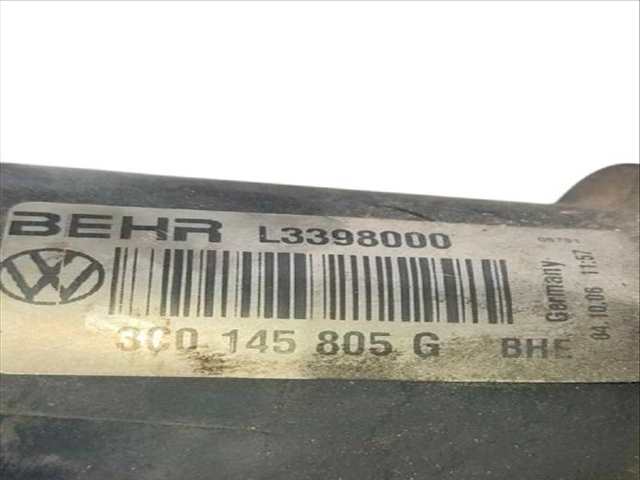 BEHR L3398000
3C0 145 805 G BHF
Germany
04.10.06 11:57